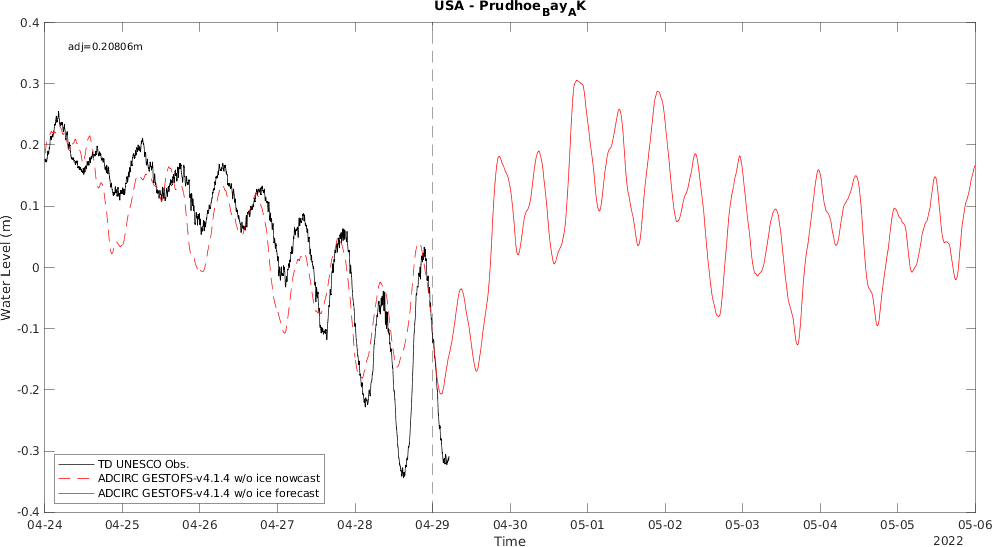 USA - PrudhoeBayAK
adj=0.20806m
0.4
0.3
0.2
0.1
0
-0.1
-0.2
-0.3
-0.4
Water Level (m)
TD UNESCO Obs.
ADCIRC GESTOFS-v4.1.4 w/o ice nowcast
ADCIRC GESTOFS-v4.1.4 w/o ice forecast
04-24 04-25 04-26 04-27 04-28 04-29 04-30 05-01 05-02 05-03 05-04 05-05 05-06
Time
2022